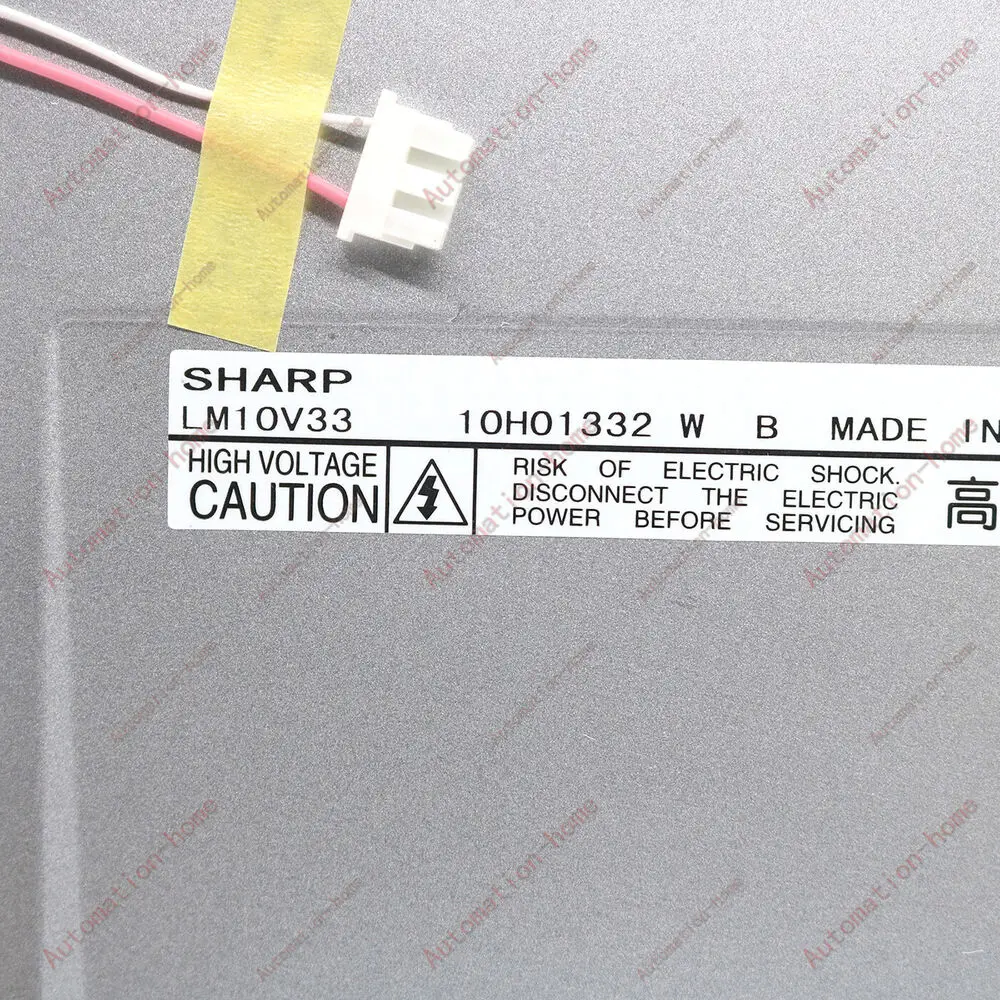 SHARP
LM10V33 10H01332 W B MADE IN
HIGH VOLTAGE
CAUTION
RISK OF ELECTRIC SHOCK.
DISCONNECT THE ELECTRIC
POWER BEFORE SERVICING
高
Automation-home